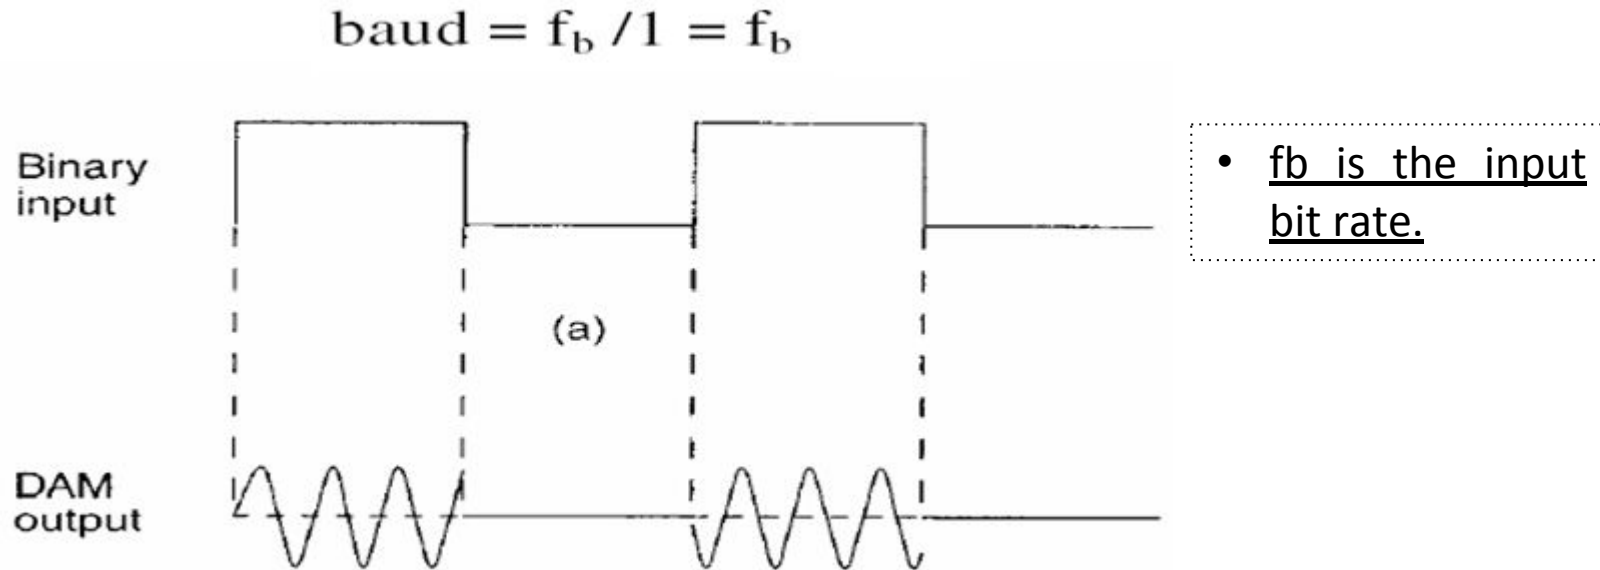 baud = f_b /1 = f_b
Binary
input
• fb is the input
bit rate.
(a)
DAM
output